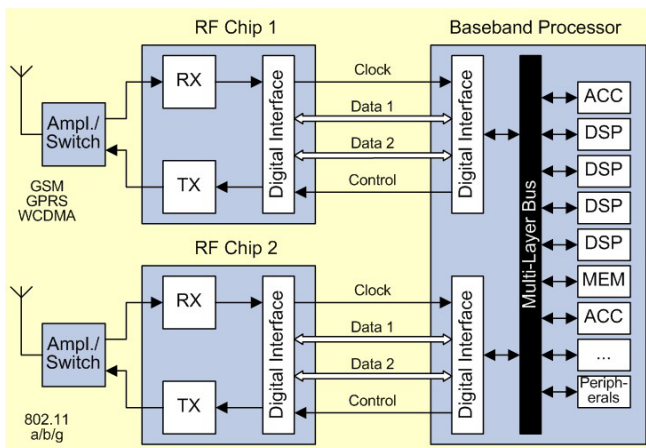 RF Chip 1
Baseband Processor
Ampl./
Switch
GSM
GPRS
WCDMA
RX
TX
Digital Interface
Clock
Data 1
Data 2
Control
Digital Interface
Multi-Layer Bus
ACC
DSP
DSP
DSP
DSP
MEM
ACC
...
Periph-
erals
RF Chip 2
Ampl./
Switch
802.11
a/b/g
RX
TX
Digital Interface
Clock
Data 1
Data 2
Control
Digital Interface